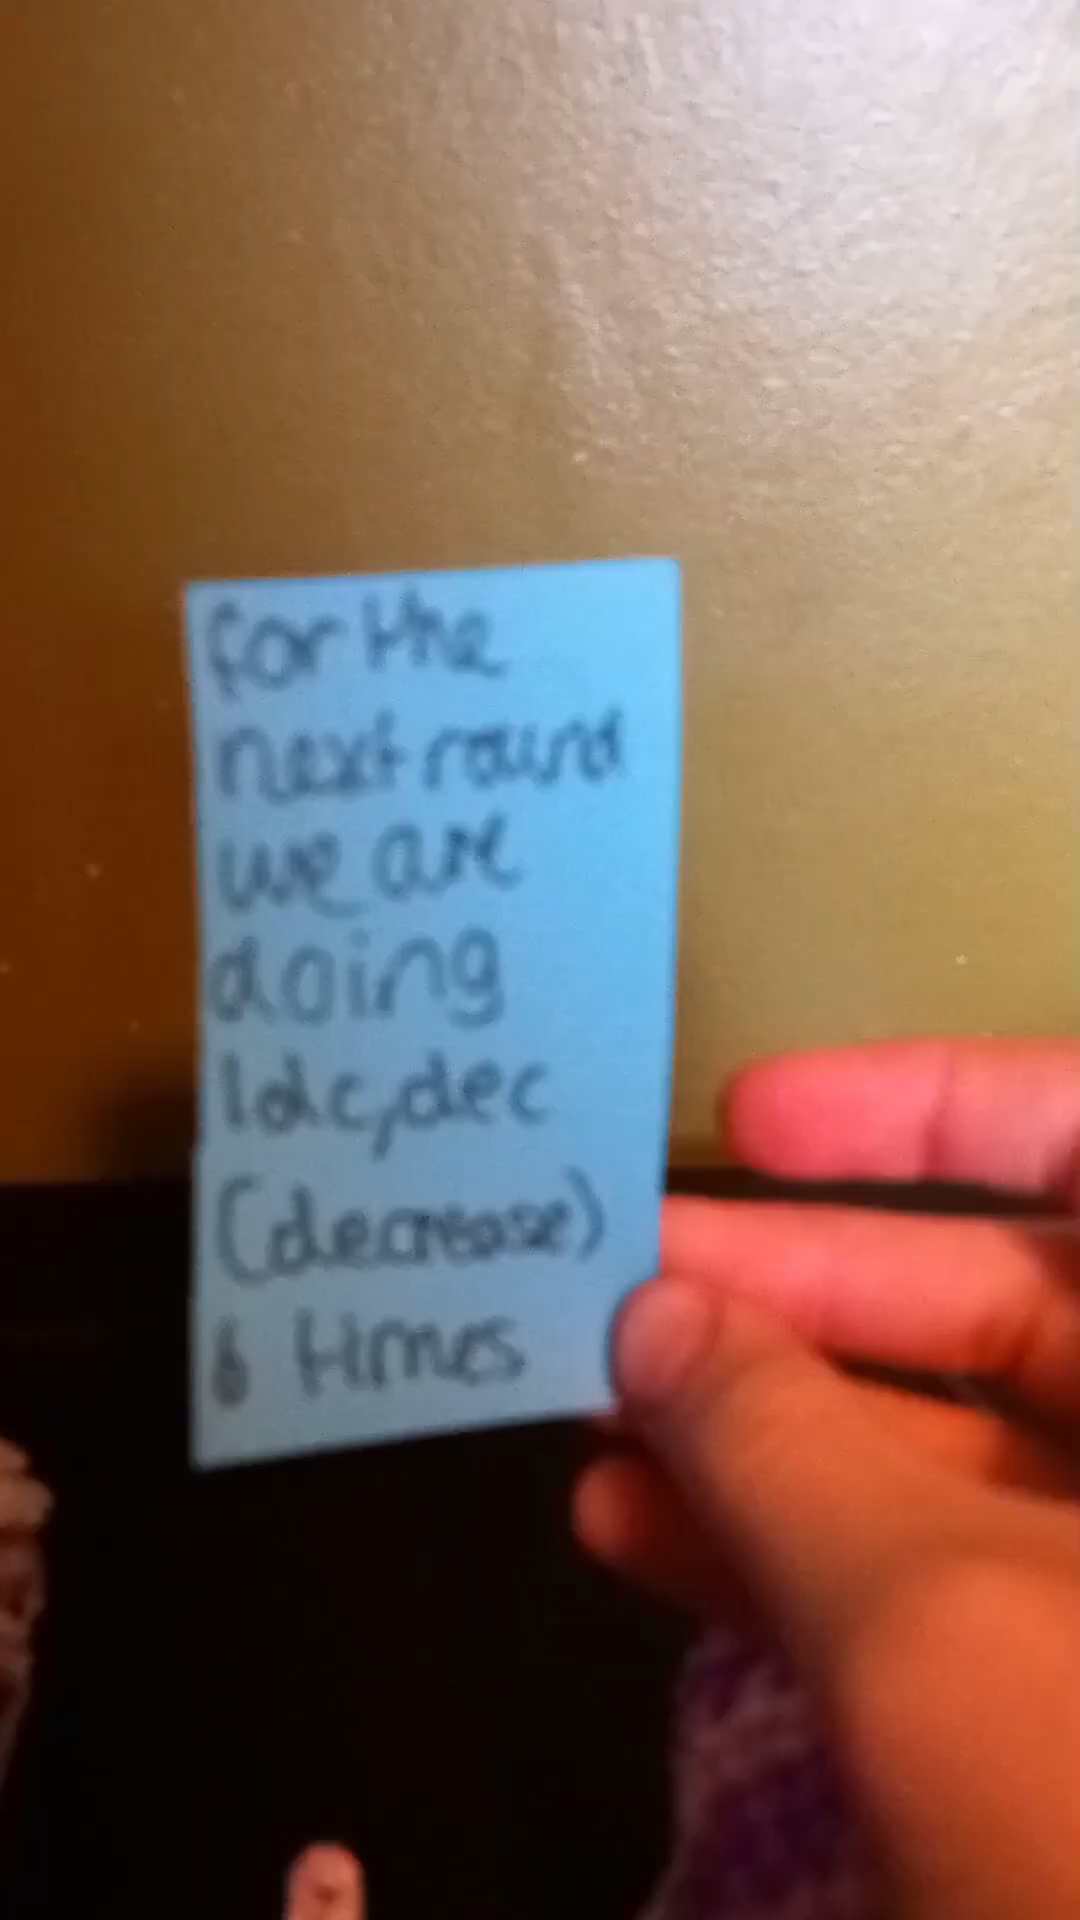 for the
next round
we are
doing
1dc,dec
(decrease)
6 times